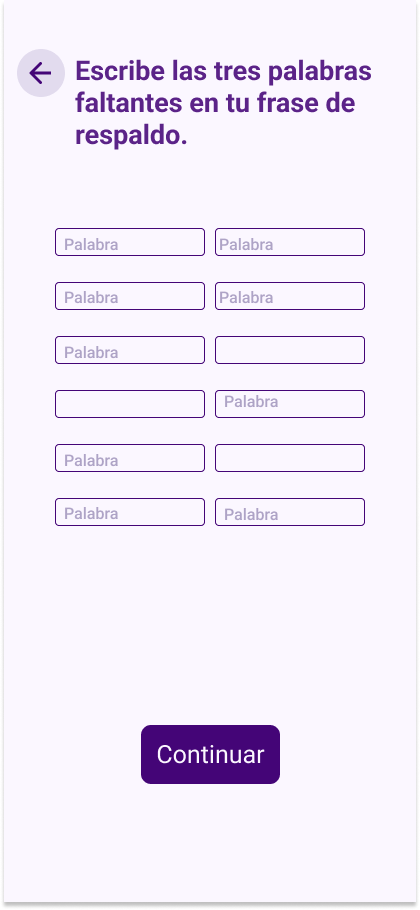 Escribe las tres palabras
faltantes en tu frase de
respaldo.
Palabra Palabra
Palabra Palabra
Palabra
Palabra
Palabra
Palabra Palabra
Continuar